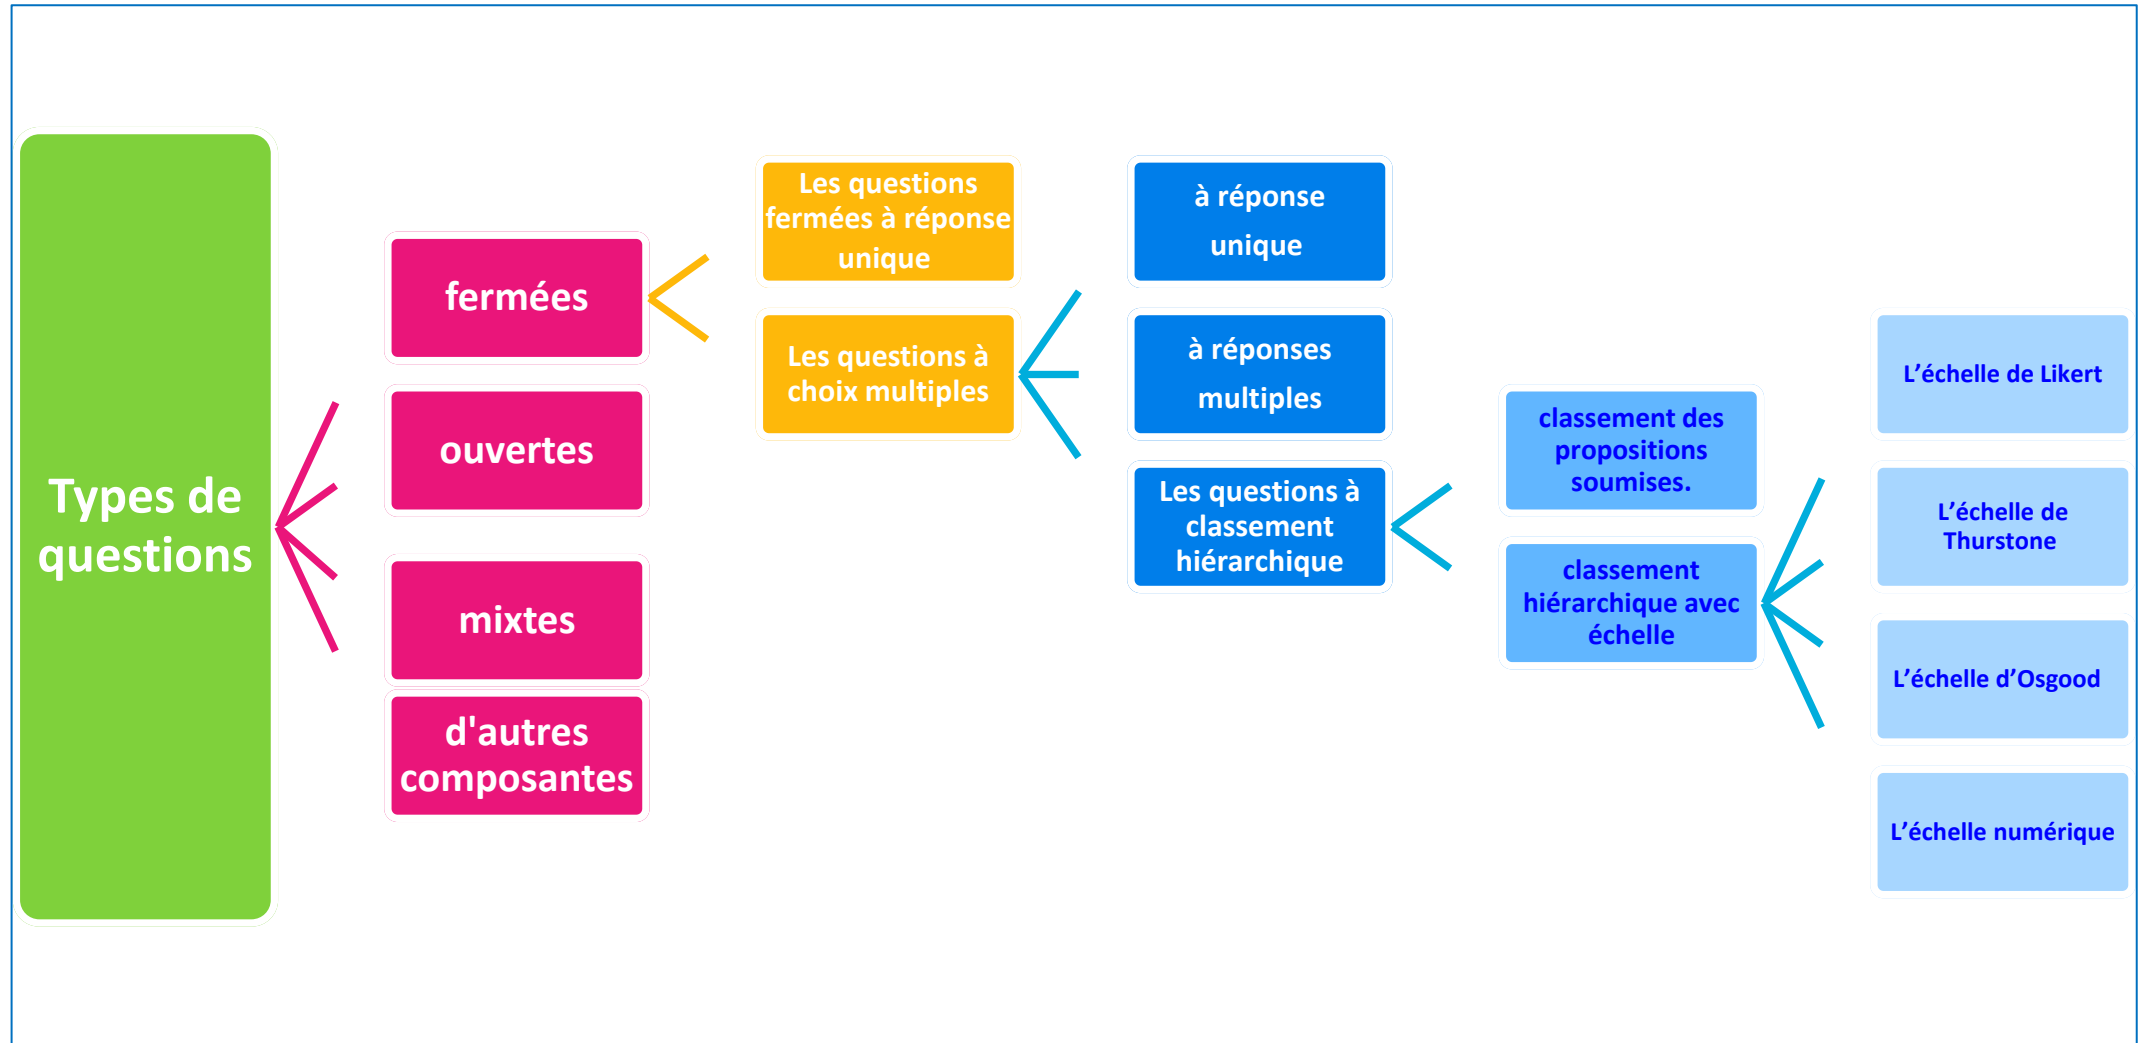 Types de
questions
fermées
ouvertes
mixtes
d'autres
composantes
Les questions
fermées à réponse
unique
Les questions à
choix multiples
à réponse
unique
à réponses
multiples
Les questions à
classement
hiérarchique
classement des
propositions
soumises.
classement
hiérarchique avec
échelle
L’échelle de Likert
L’échelle de
Thurstone
L’échelle d’Osgood
L’échelle numérique